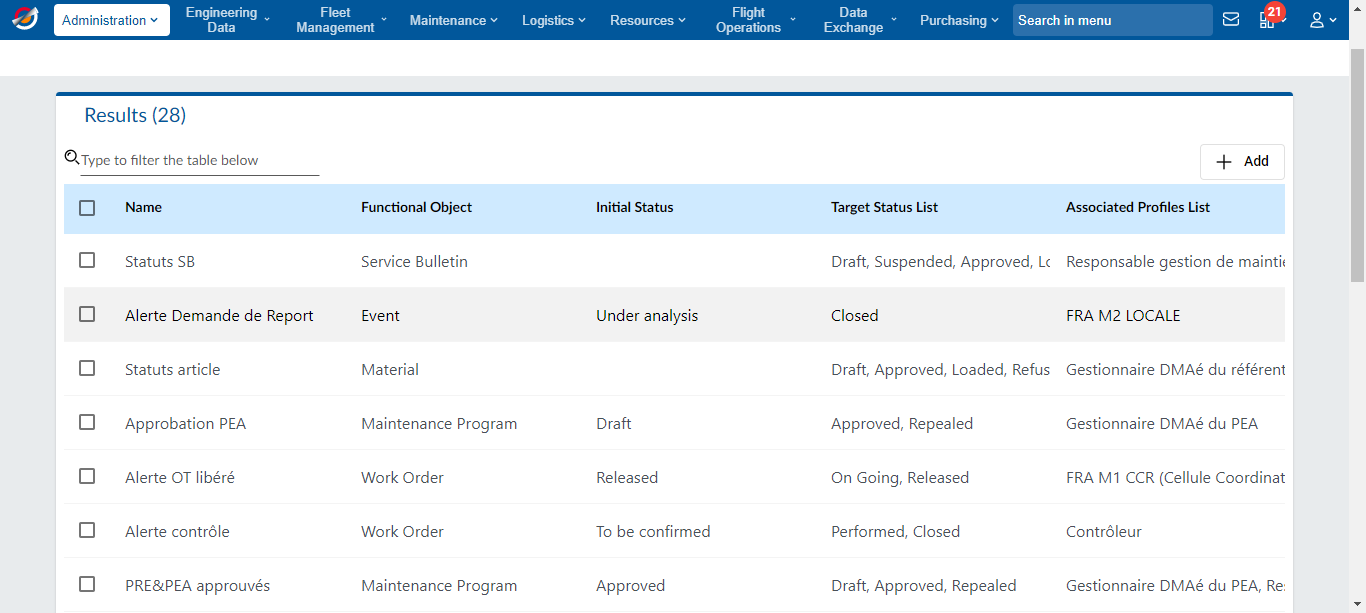 Administration
Engineering Data
Fleet Management
Maintenance
Logistics
Resources
Flight Operations
Data Exchange
Purchasing
Search in menu
21
Results (28)
Type to filter the table below
Add
Name Functional Object Initial Status Target Status List Associated Profiles List
Statuts SB Service Bulletin Draft, Suspended, Approved, Lo Responsable gestion de maintie
Alerte Demande de Report Event Under analysis Closed FRA M2 LOCALE
Statuts article Material Draft, Approved, Loaded, Refus Gestionnaire DMAé du référent
Approbation PEA Maintenance Program Draft Approved, Repealed Gestionnaire DMAé du PEA
Alerte OT libéré Work Order Released On Going, Released FRA M1 CCR (Cellule Coordinat
Alerte contrôle Work Order To be confirmed Performed, Closed Contrôleur
PRE&PEA approuvés Maintenance Program Approved Draft, Approved, Repealed Gestionnaire DMAé du PEA, Res